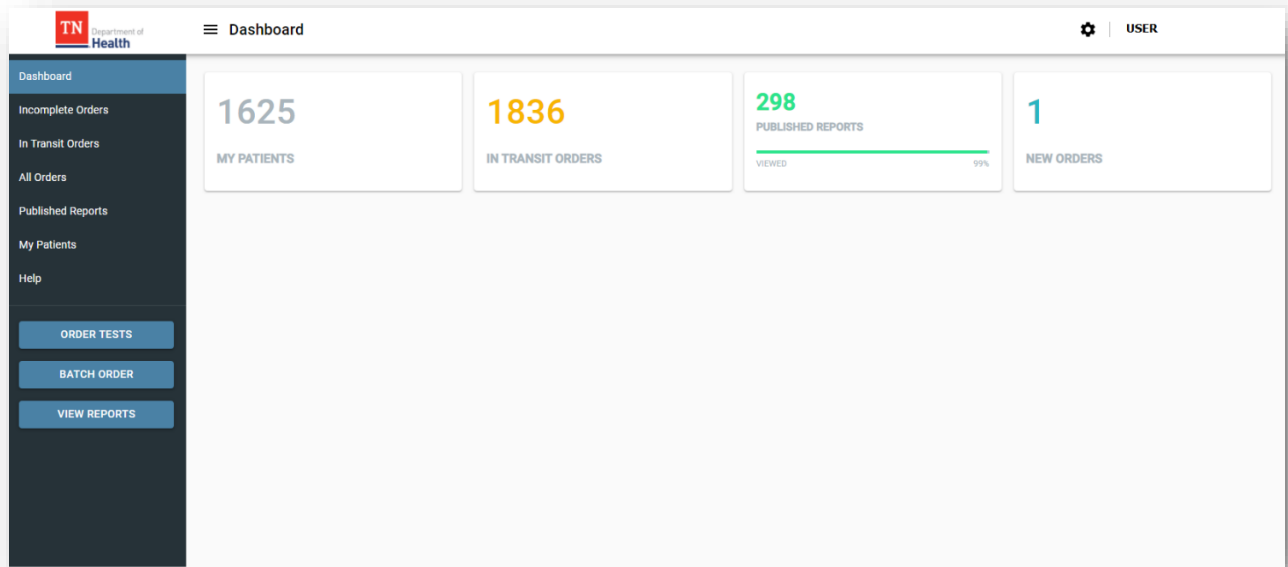 TN
Department of
Health
Dashboard
USER
Dashboard
Incomplete Orders
In Transit Orders
All Orders
Published Reports
My Patients
Help
ORDER TESTS
BATCH ORDER
VIEW REPORTS
1625
MY PATIENTS
1836
IN TRANSIT ORDERS
298
PUBLISHED REPORTS
VIEWED 99%
1
NEW ORDERS